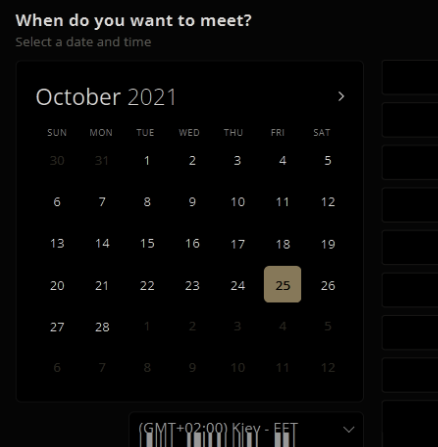 When do you want to meet?
Select a date and time
October 2021 >
SUN MON TUE WED THU FRI SAT
30 31 1 2 3 4 5
6 7 8 9 10 11 12
13 14 15 16 17 18 19
20 21 22 23 24 25 26
27 28 1 2 3 4 5
6 7 8 9 10 11 12
(GMT+02:00) Kiev - EET